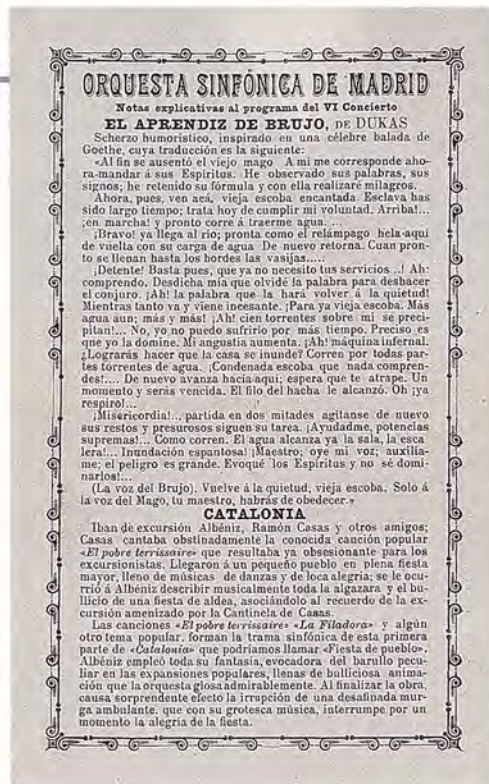 ORQUESTA SINFÓNICA DE MADRID
Notas explicativas al programa del VI Concierto
EL APRENDIZ DE BRUJO, DE DUKAS
Scherzo humoristico, inspirado en una célebre balada de
Goethe, cuya traducción es la siguiente:
«Al fin se ausentó el viejo mago A mi me corresponde aho-
ra-mandar á sus Espiritus. He observado sus palabras, sus
signos; he retenido su fórmula y con ella realizaré milagros.
Ahora, pues, ven acá, vieja escoba encantada. Esclava has
sido largo tiempo; trata hoy de cumplir mi voluntad. Arriba!...
¡en marcha! y pronto corre á traerme agua. ...
¡Bravo! ya llega al río; pronta como el relámpago hela-aquí
de vuelta con su carga de agua De nuevo retorna. Cuan pron-
to se llenan hasta los bordes las vasijas.....
¡Detente! Basta pues, que ya no necesito tus servicios ..! Ah:
comprendo. Desdicha mia que olvidé la palabra para deshacer
el conjuro. ¡Ah! la palabra que la hará volver á la quietud!
Mientras tanto va y viene incesante. ¡Para ya vieja escoba. Más
agua aun; más y más! ¡Ah! cien torrentes sobre mi se preci-
pitan!... No, yo no puedo sufrirlo por más tiempo. Preciso es
que yo la domine. Mi angustia aumenta. ¡Ah! máquina infernal.
¿Lograrás hacer que la casa se inunde? Corren por todas par-
tes torrentes de agua. ¡Condenada escoba que nada compren-
des!.... De nuevo avanza hacia aqui; espera que te atrape. Un
momento y serás vencida. El filo del hacha le alcanzó. Oh ¡ya
respiro!...
¡Misericordia!.., partida en dos mitades agitanse de nuevo
sus restos y presurosos siguen su tarea. ¡Ayudadme, potencias
supremas!... Como corren. El agua alcanza ya la sala, la esca
lera!... Inundación espantosa! ¡Maestro; oye mi voz; auxilia-
me; el peligro es grande. Evoqué los Espiritus y no sé domi-
narlos!...
(La voz del Brujo). Vuelve á la quietud, vieja escoba. Solo á
la voz del Mago, tu maestro, habrás de obedecer.»
CATALONIA
Iban de excursión Albéniz, Ramón Casas y otros amigos;
Casas cantaba obstinadamente la conocida canción popular
«El pobre terrissaire» que resultaba ya obsesionante para los
excursionistas. Llegaron á un pequeño pueblo en plena fiesta
mayor, lleno de músicas de danzas y de loca alegria; se le ocu-
rrió á Albéniz describir musicalmente toda la algazara y el bu-
llicio de una fiesta de aldea, asociándolo al recuerdo de la ex-
cursión amenizado por la Cantinela de Casas.
Las canciones «El pobre terrissaire» «La Filadora» y algún
otro tema popular. forman la trama sinfónica de esta primera
parte de «Catalonia» que podriamos llamar «Fiesta de pueblo».
Albéniz empleó toda su fantasia, evocadora del barullo pecu-
liar en las expansiones populares, llenas de bulliciosa anima-
ción que la orquesta glosa admirablemente. Al finalizar la obra,
causa sorprendente efecto la irrupción de una desafinada mur-
ga ambulante. que con su grotesca música, interrumpe por un
momento la alegria de la fiesta.